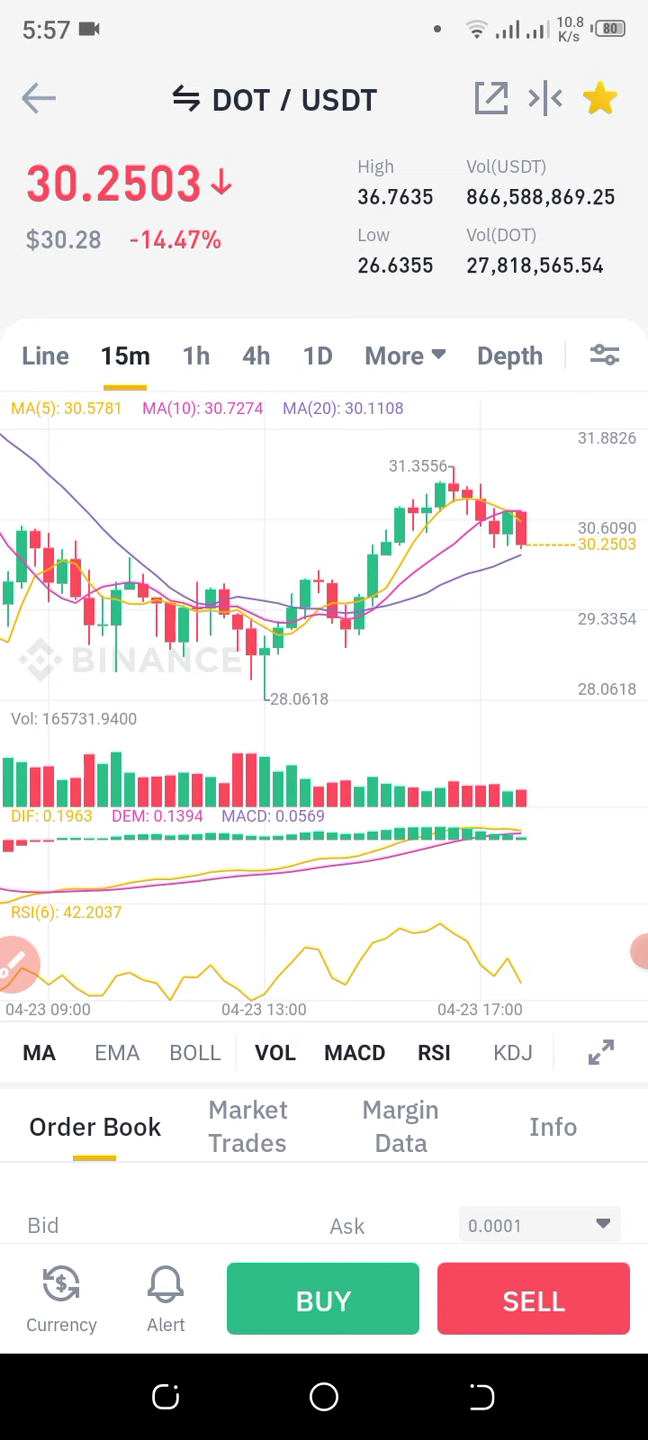 5:57
10.8
K/s
80
DOT / USDT
30.2503
High
Vol(USDT)
36.7635
866,588,869.25
$30.28 -14.47%
Low
Vol(DOT)
26.6355
27,818,565.54
Line 15m 1h 4h 1D More Depth
MA(5): 30.5781 MA(10): 30.7274 MA(20): 30.1108
31.8826
31.3556
30.6090
30.2503
29.3354
BINANCE
28.0618
28.0618
Vol: 165731.9400
DIF: 0.1963 DEM: 0.1394 MACD: 0.0569
RSI(6): 42.2037
04-23 09:00 04-23 13:00 04-23 17:00
MA EMA BOLL VOL MACD RSI KDJ
Order Book
Market
Trades
Margin
Data
Info
Bid
Ask
0.0001
Currency
Alert
BUY
SELL